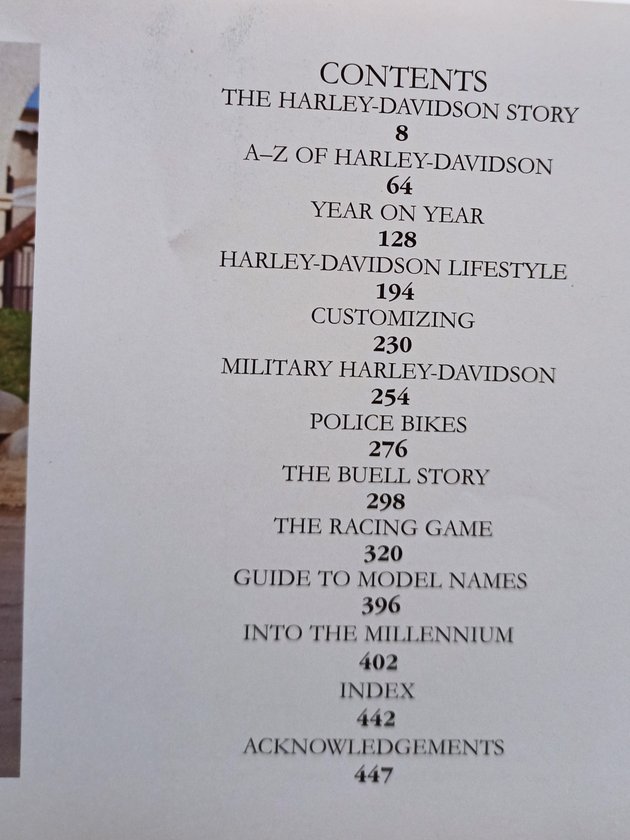 CONTENTS
THE HARLEY-DAVIDSON STORY
8
A–Z OF HARLEY-DAVIDSON
64
YEAR ON YEAR
128
HARLEY-DAVIDSON LIFESTYLE
194
CUSTOMIZING
230
MILITARY HARLEY-DAVIDSON
254
POLICE BIKES
276
THE BUELL STORY
298
THE RACING GAME
320
GUIDE TO MODEL NAMES
396
INTO THE MILLENNIUM
402
INDEX
442
ACKNOWLEDGEMENTS
447